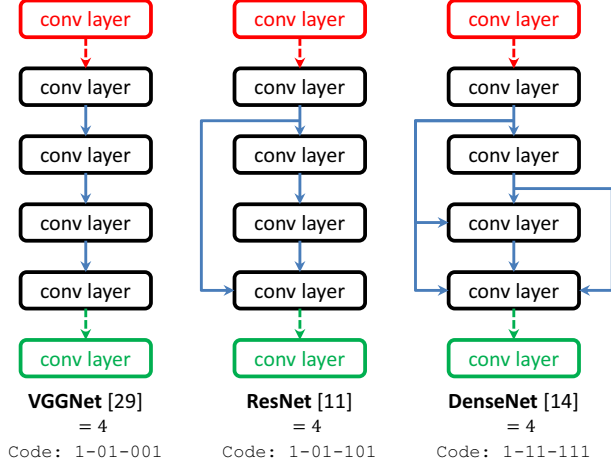 conv layer conv layer conv layer
conv layer conv layer conv layer
conv layer conv layer conv layer
conv layer conv layer conv layer
conv layer conv layer conv layer
conv layer conv layer conv layer
VGGNet [29] ResNet [11] DenseNet [14]
= 4 = 4 = 4
Code: 1-01-001 Code: 1-01-101 Code: 1-11-111